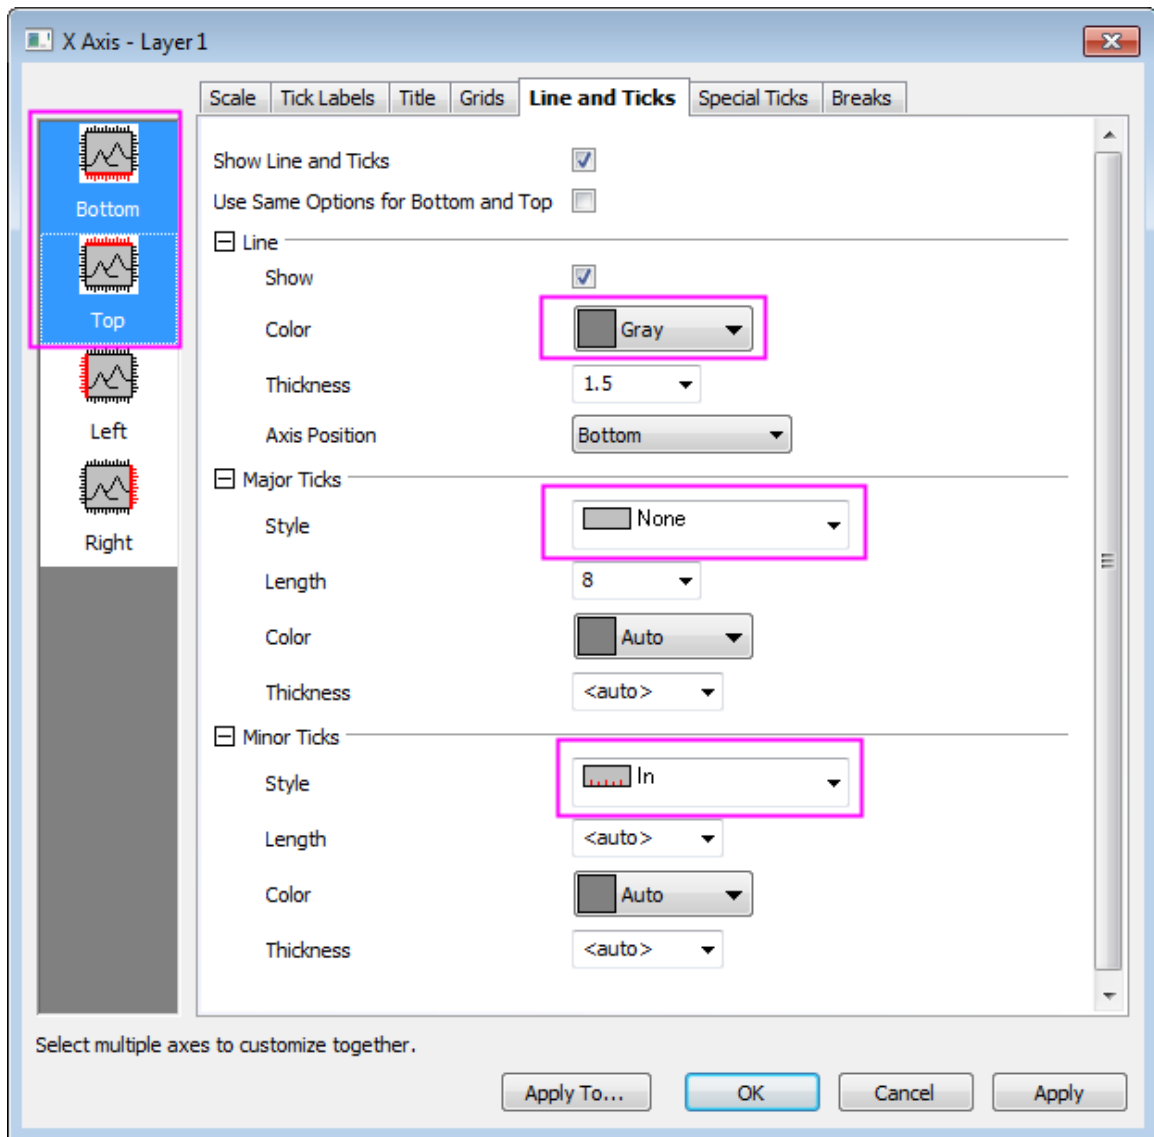 X Axis - Layer 1
Scale Tick Labels Title Grids Line and Ticks Special Ticks Breaks
Bottom
Top
Left
Right
Show Line and Ticks
Use Same Options for Bottom and Top
Line
Show
Color Gray
Thickness 1.5
Axis Position Bottom
Major Ticks
Style None
Length 8
Color Auto
Thickness <auto>
Minor Ticks
Style In
Length <auto>
Color Auto
Thickness <auto>
Select multiple axes to customize together.
Apply To... OK Cancel Apply